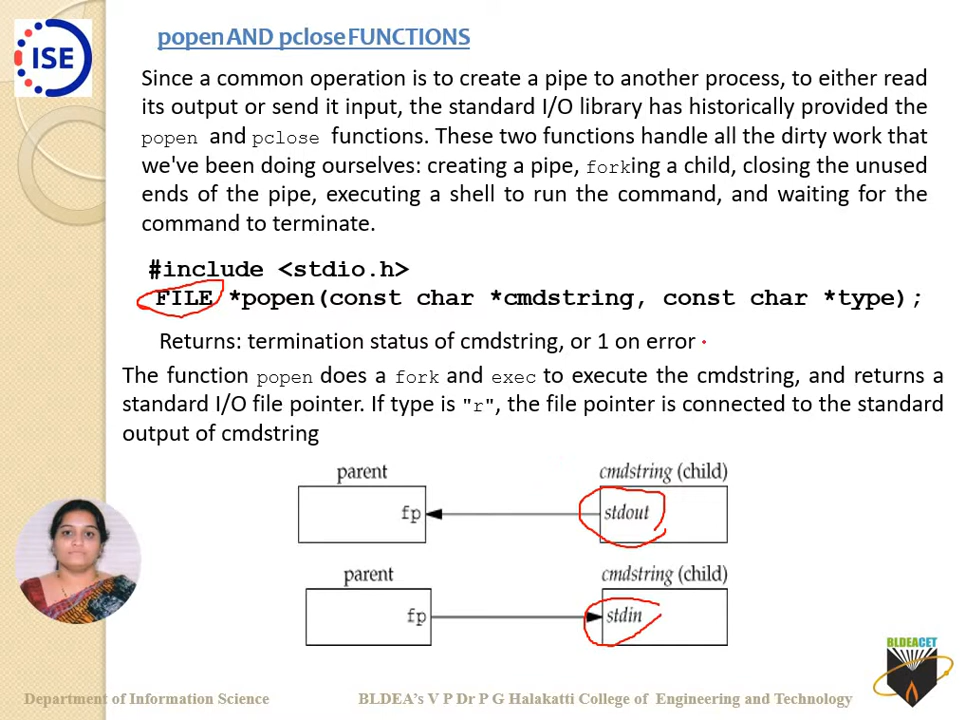 ISE
popen AND pclose FUNCTIONS
Since a common operation is to create a pipe to another process, to either read
its output or send it input, the standard I/O library has historically provided the
popen and pclose functions. These two functions handle all the dirty work that
we've been doing ourselves: creating a pipe, forking a child, closing the unused
ends of the pipe, executing a shell to run the command, and waiting for the
command to terminate.
#include <stdio.h>
FILE *popen(const char *cmdstring, const char *type);
Returns: termination status of cmdstring, or 1 on error
The function popen does a fork and exec to execute the cmdstring, and returns a
standard I/O file pointer. If type is "r", the file pointer is connected to the standard
output of cmdstring
parent cmdstring (child)
fp stdout
parent cmdstring (child)
fp stdin
BLDEACET
Department of Information Science BLDEA's V P Dr P G Halakatti College of Engineering and Technology